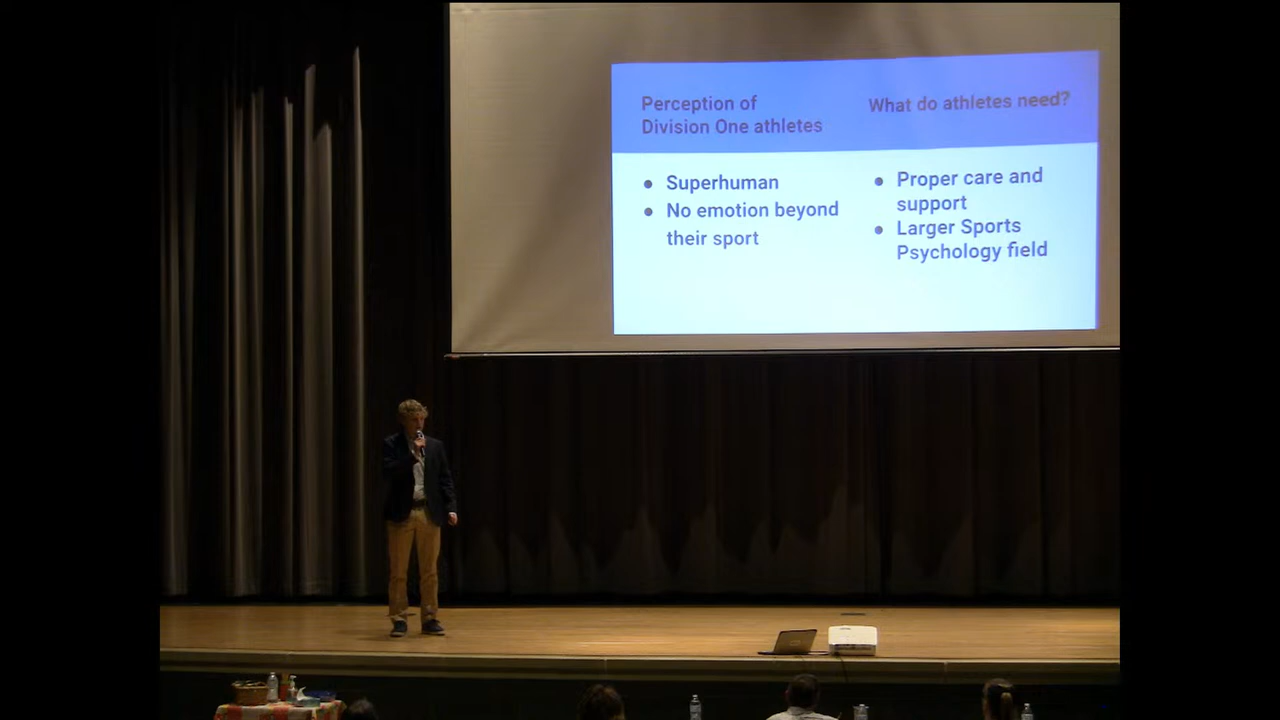 Perception of
Division One athletes
● Superhuman
● No emotion beyond
their sport
What do athletes need?
● Proper care and
support
● Larger Sports
Psychology field